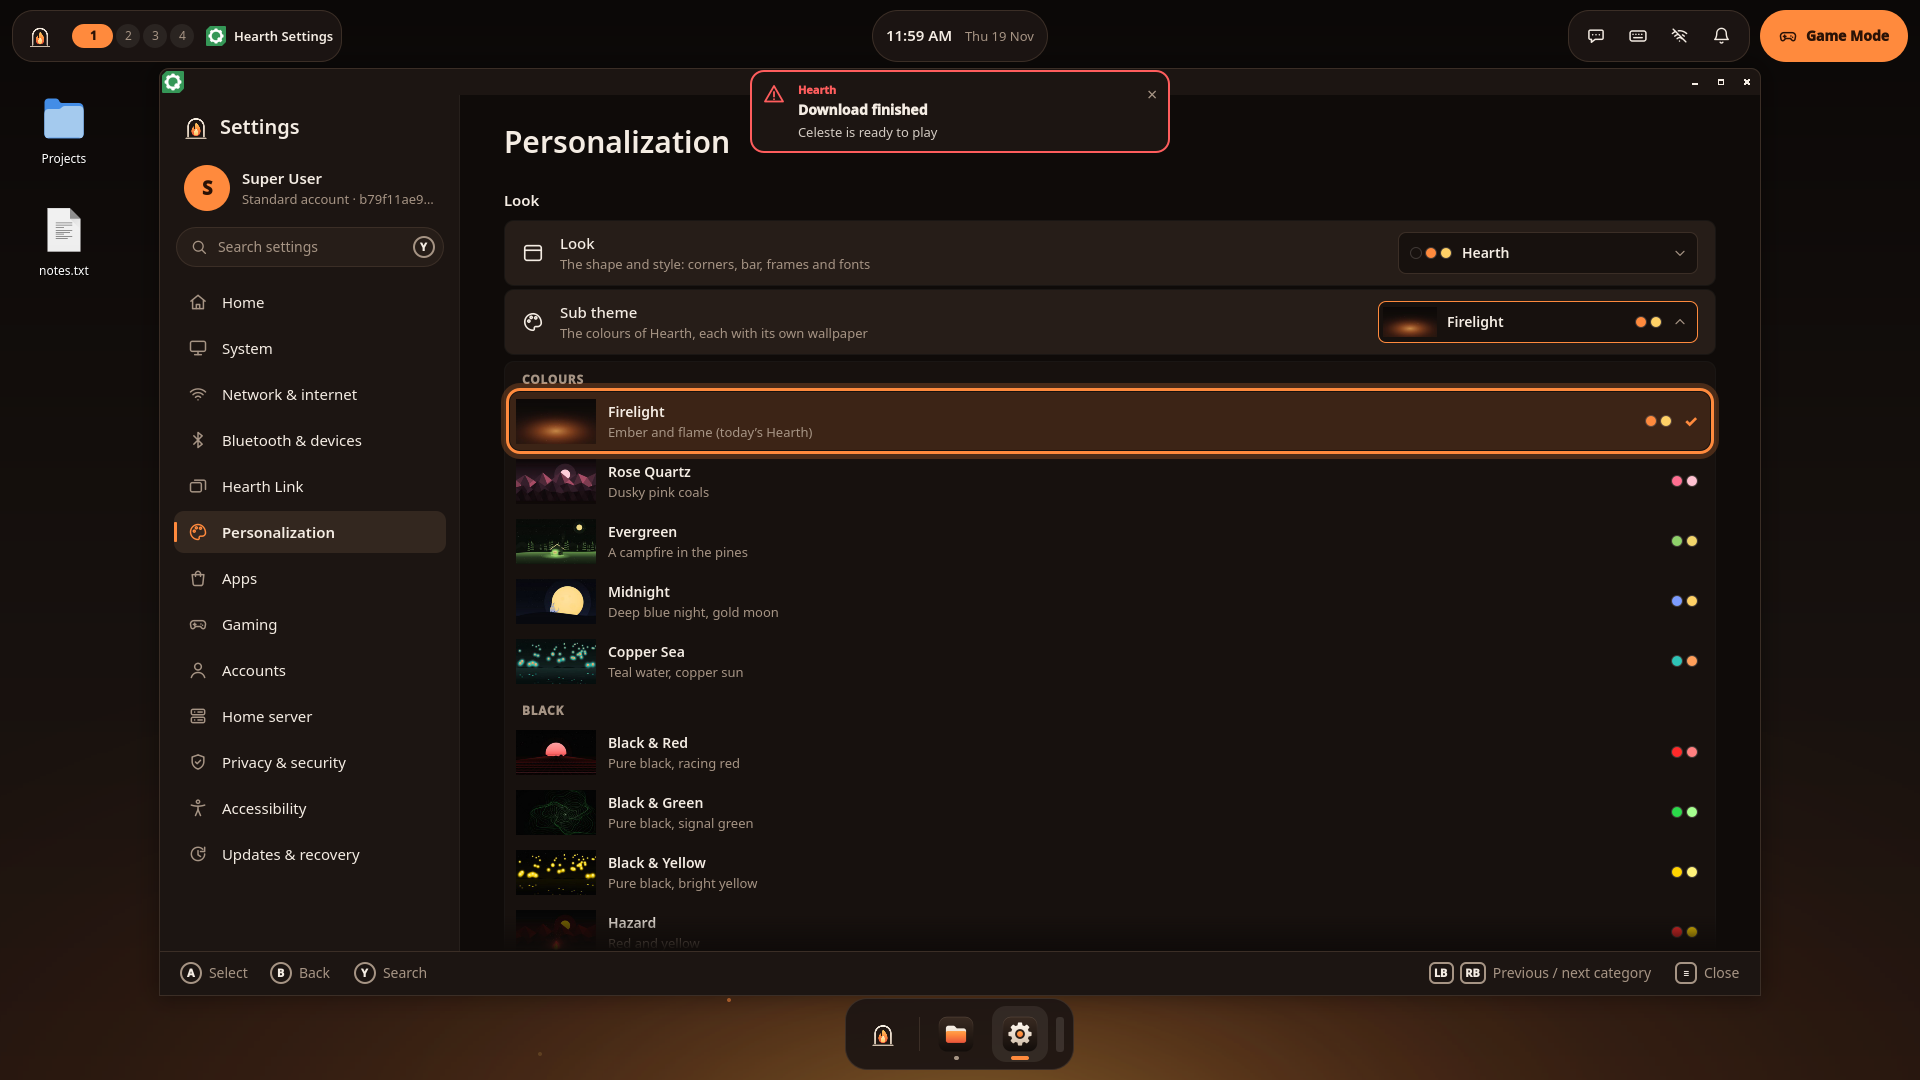 1 2 3 4 Hearth Settings
11:59 AM Thu 19 Nov
Game Mode
Projects
notes.txt
Hearth
Download finished
Celeste is ready to play
Settings
S
Super User
Standard account · b79f11ae9...
Search settings Y
Home
System
Network & internet
Bluetooth & devices
Hearth Link
Personalization
Apps
Gaming
Accounts
Home server
Privacy & security
Accessibility
Updates & recovery
Personalization
Look
Look
The shape and style: corners, bar, frames and fonts
Hearth
Sub theme
The colours of Hearth, each with its own wallpaper
Firelight
COLOURS
Firelight
Ember and flame (today's Hearth)
Rose Quartz
Dusky pink coals
Evergreen
A campfire in the pines
Midnight
Deep blue night, gold moon
Copper Sea
Teal water, copper sun
BLACK
Black & Red
Pure black, racing red
Black & Green
Pure black, signal green
Black & Yellow
Pure black, bright yellow
Hazard
Red and yellow
A Select B Back Y Search
LB RB Previous / next category Close